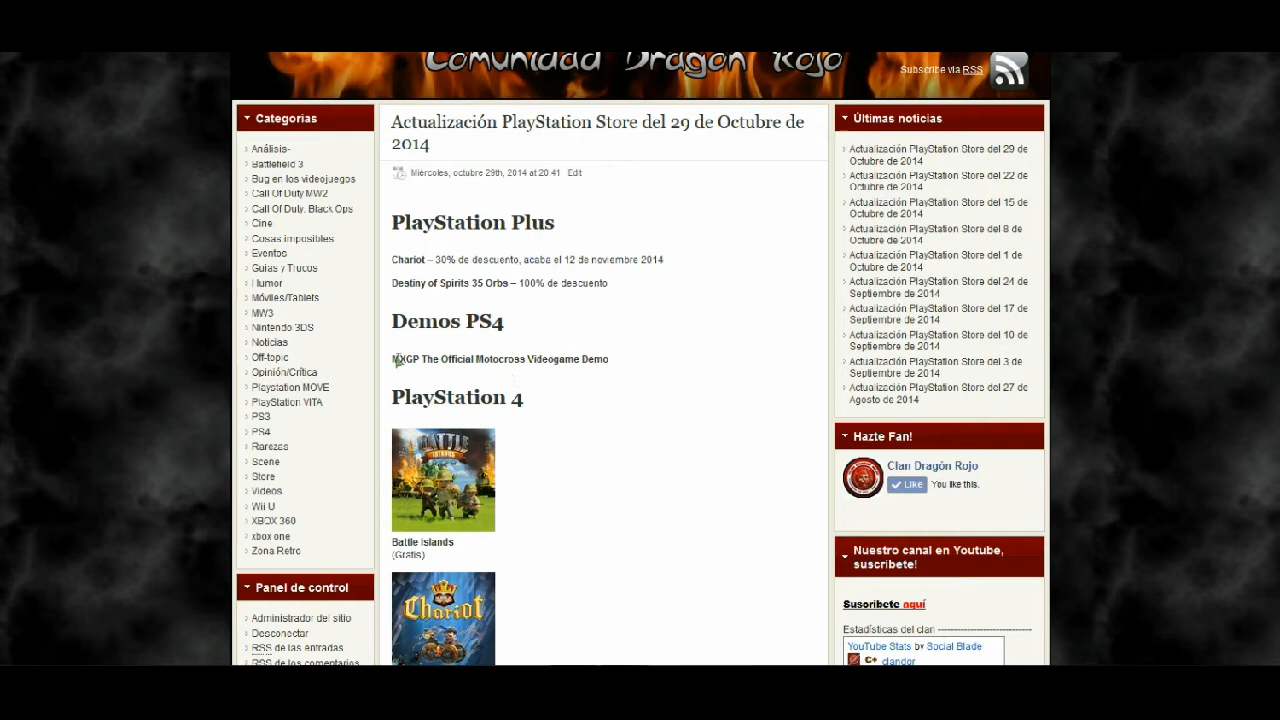 Comunidad Dragón Rojo
Subscribe via RSS
Categorias
Análisis-
Battlefield 3
Bug en los videojuegos
Call Of Duty MW2
Call Of Duty: Black Ops
Cine
Cosas imposibles
Eventos
Guias y Trucos
Humor
Móviles/Tablets
MW3
Nintendo 3DS
Noticias
Off-topic
Opinión/Crítica
Playstation MOVE
PlayStation VITA
PS3
PS4
Rarezas
Scene
Store
Videos
Wii U
XBOX 360
xbox one
Zona Retro
Panel de control
Administrador del sitio
Desconectar
RSS de las entradas
RSS de los comentarios
Actualización PlayStation Store del 29 de Octubre de
2014
Miércoles, octubre 29th, 2014 at 20:41 Edit
PlayStation Plus
Chariot – 30% de descuento, acaba el 12 de noviembre 2014
Destiny of Spirits 35 Orbs – 100% de descuento
Demos PS4
MXGP The Official Motocross Videogame Demo
PlayStation 4
BATTLE
ISLANDS
Battle Islands
(Gratis)
Chariot
Últimas noticias
Actualización PlayStation Store del 29 de
Octubre de 2014
Actualización PlayStation Store del 22 de
Octubre de 2014
Actualización PlayStation Store del 15 de
Octubre de 2014
Actualización PlayStation Store del 8 de
Octubre de 2014
Actualización PlayStation Store del 1 de
Octubre de 2014
Actualización PlayStation Store del 24 de
Septiembre de 2014
Actualización PlayStation Store del 17 de
Septiembre de 2014
Actualización PlayStation Store del 10 de
Septiembre de 2014
Actualización PlayStation Store del 3 de
Septiembre de 2014
Actualización PlayStation Store del 27 de
Agosto de 2014
Hazte Fan!
Clan Dragón Rojo
Like You like this.
Nuestro canal en Youtube,
suscribete!
Suscribete aquí
Estadísticas del clan --------------------------
YouTube Stats by Social Blade
C+ clandor